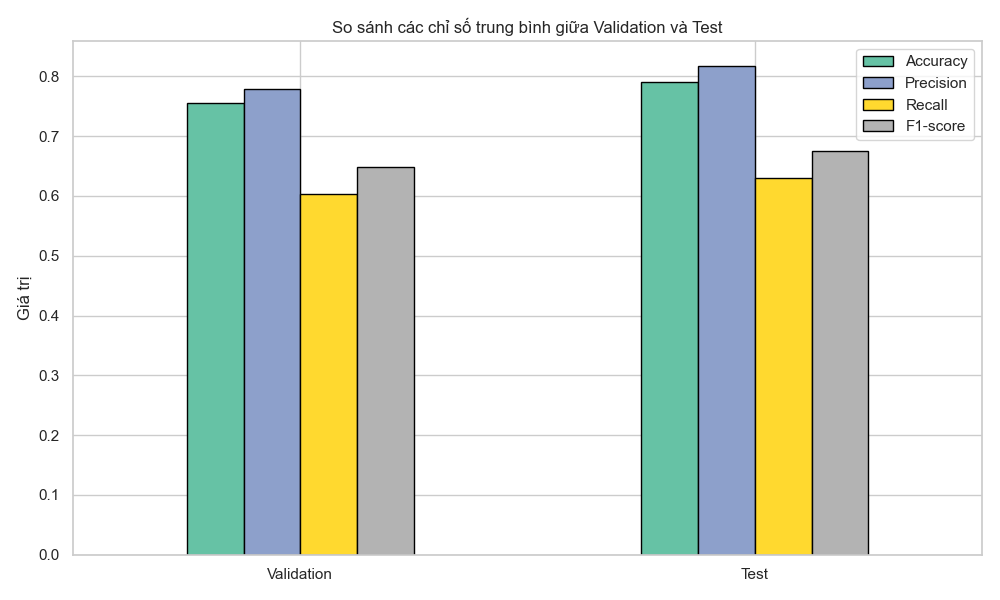 So sánh các chỉ số trung bình giữa Validation và Test
Accuracy
Precision
Recall
F1-score
Giá trị
0.8
0.7
0.6
0.5
0.4
0.3
0.2
0.1
0.0
Validation
Test